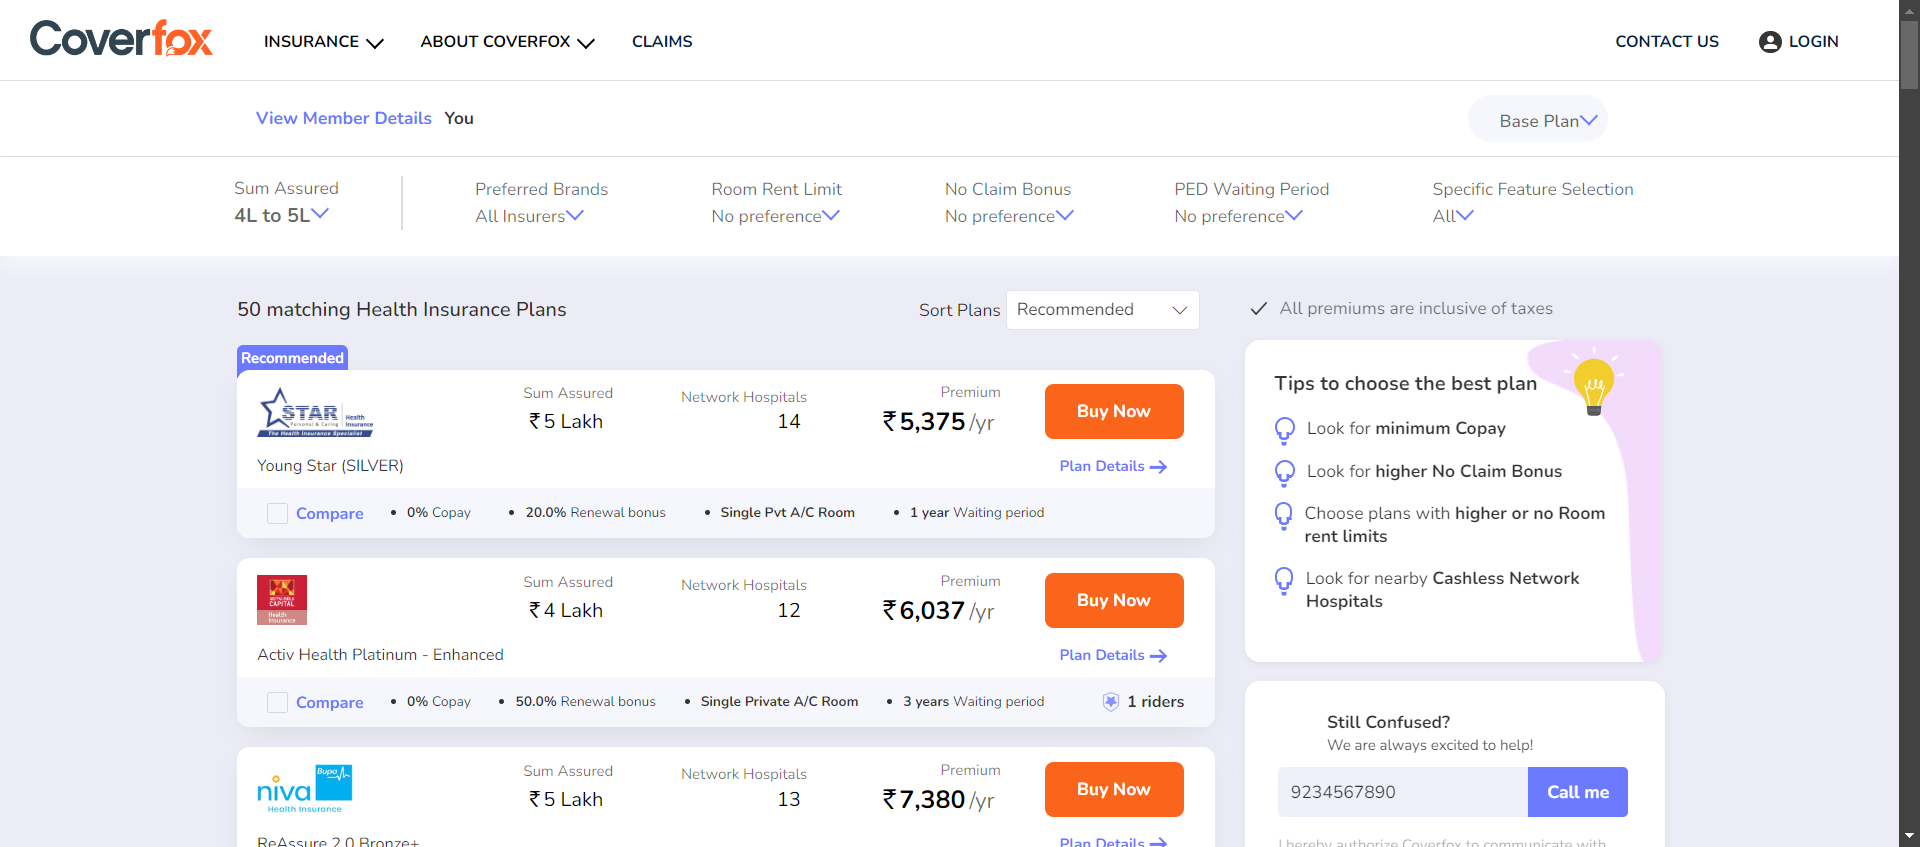 Coverfox
INSURANCE
ABOUT COVERFOX
CLAIMS
CONTACT US
LOGIN
View Member Details You
Base Plan
Sum Assured
4L to 5L
Preferred Brands
All Insurers
Room Rent Limit
No preference
No Claim Bonus
No preference
PED Waiting Period
No preference
Specific Feature Selection
All
50 matching Health Insurance Plans
Sort Plans
Recommended
All premiums are inclusive of taxes
Recommended
STAR Health Insurance
Personal & Caring
The Health Insurance Specialist
Young Star (SILVER)
Sum Assured
₹5 Lakh
Network Hospitals
14
Premium
₹5,375/yr
Buy Now
Plan Details
Compare
• 0% Copay
• 20.0% Renewal bonus
• Single Pvt A/C Room
• 1 year Waiting period
CAPITAL
Health
Insurance
Activ Health Platinum - Enhanced
Sum Assured
₹4 Lakh
Network Hospitals
12
Premium
₹6,037/yr
Buy Now
Plan Details
Compare
• 0% Copay
• 50.0% Renewal bonus
• Single Private A/C Room
• 3 years Waiting period
1 riders
niva Bupa
Health Insurance
ReAssure 2.0 Bronze+
Sum Assured
₹5 Lakh
Network Hospitals
13
Premium
₹7,380/yr
Buy Now
Plan Details
Tips to choose the best plan
Look for minimum Copay
Look for higher No Claim Bonus
Choose plans with higher or no Room
rent limits
Look for nearby Cashless Network
Hospitals
Still Confused?
We are always excited to help!
9234567890
Call me
I hereby authorize Coverfox to communicate with